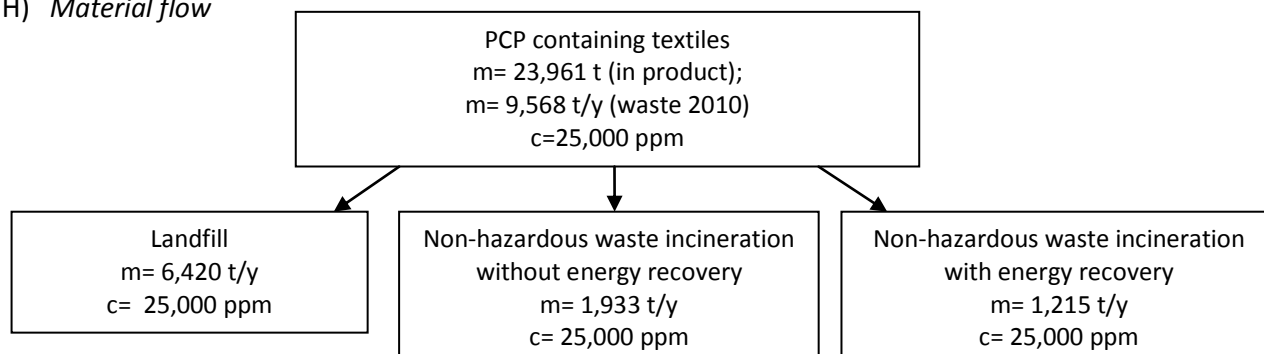 H) Material flow
PCP containing textiles
m= 23,961 t (in product);
m= 9,568 t/y (waste 2010)
c=25,000 ppm
Landfill
m= 6,420 t/y
c= 25,000 ppm
Non-hazardous waste incineration
without energy recovery
m= 1,933 t/y
c= 25,000 ppm
Non-hazardous waste incineration
with energy recovery
m= 1,215 t/y
c= 25,000 ppm